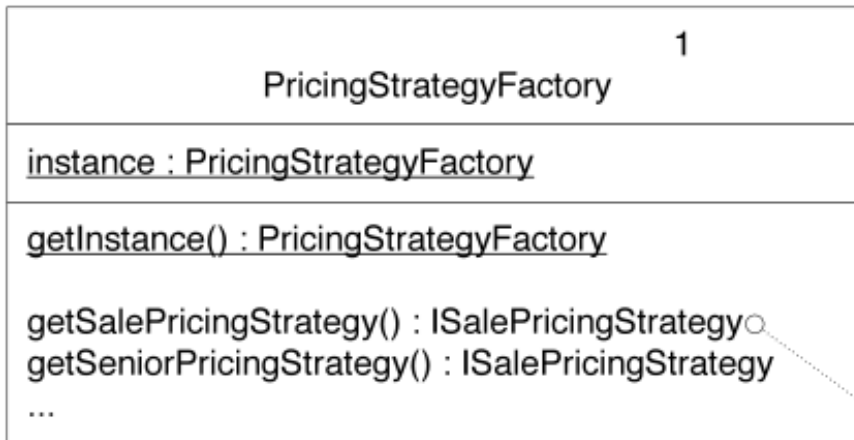 1
PricingStrategyFactory
instance : PricingStrategyFactory
getInstance() : PricingStrategyFactory
getSalePricingStrategy() : ISalePricingStrategy
getSeniorPricingStrategy() : ISalePricingStrategy
...